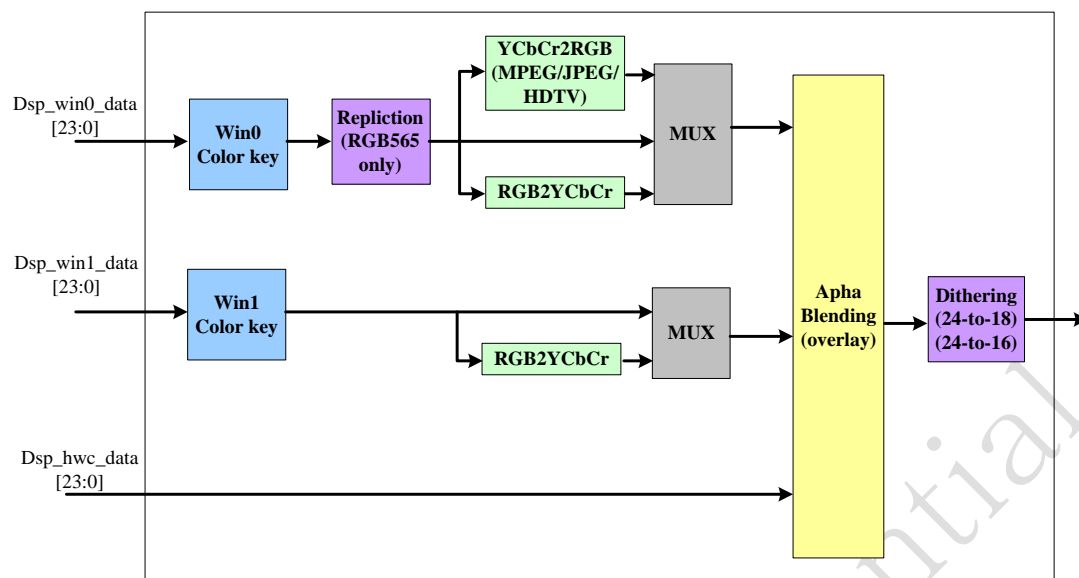 YCbCr2RGB
(MPEG/JPEG/
HDTV)
Dsp_win0_data
[23:0]
Win0
Color key
Repliction
(RGB565
only)
MUX
RGB2YCbCr
Dsp_win1_data
[23:0]
Win1
Color key
MUX
RGB2YCbCr
Apha
Blending
(overlay)
Dithering
(24-to-18)
(24-to-16)
Dsp_hwc_data
[23:0]
ntial